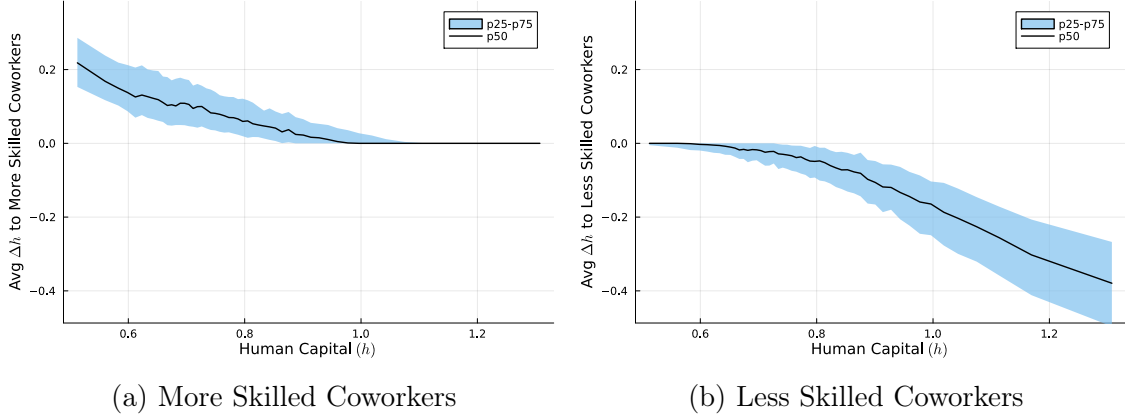 Avg Δh to More Skilled Coworkers
0.2
0.0
−0.2
−0.4
p25-p75
p50
0.6 0.8 1.0 1.2
Human Capital (h)
(a) More Skilled Coworkers
Avg Δh to Less Skilled Coworkers
0.2
0.0
−0.2
−0.4
p25-p75
p50
0.6 0.8 1.0 1.2
Human Capital (h)
(b) Less Skilled Coworkers